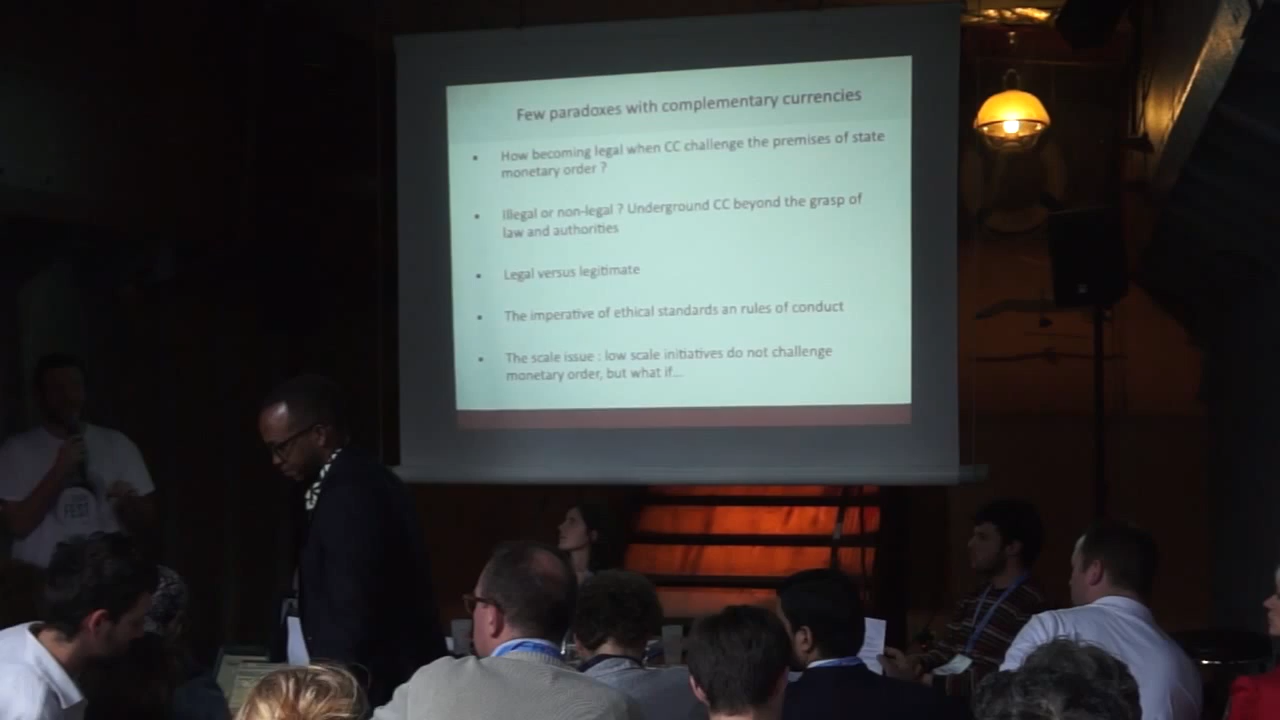 Few paradoxes with complementary currencies
How becoming legal when CC challenge the premises of state
monetary order ?
Illegal or non-legal ? Underground CC beyond the grasp of
law and authorities
Legal versus legitimate
The imperative of ethical standards an rules of conduct
The scale issue : low scale initiatives do not challenge
monetary order, but what if...
FEST